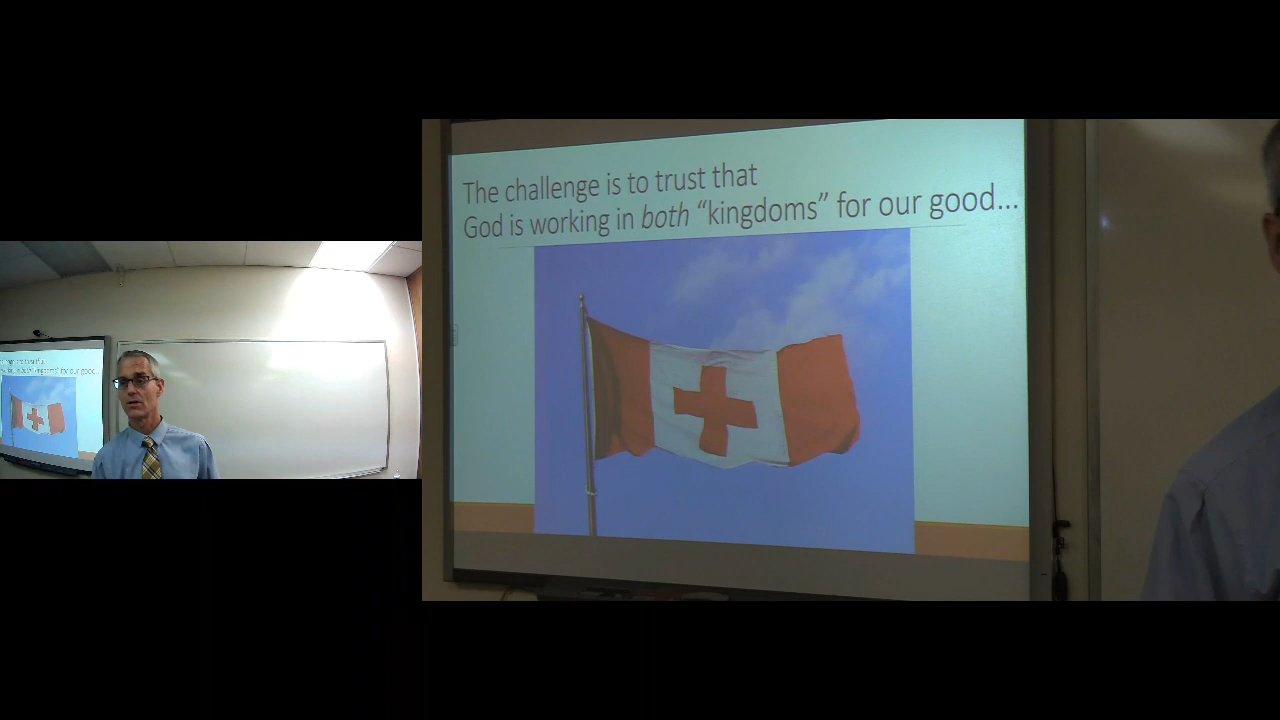 The challenge is to trust that
God is working in both “kingdoms” for our good...